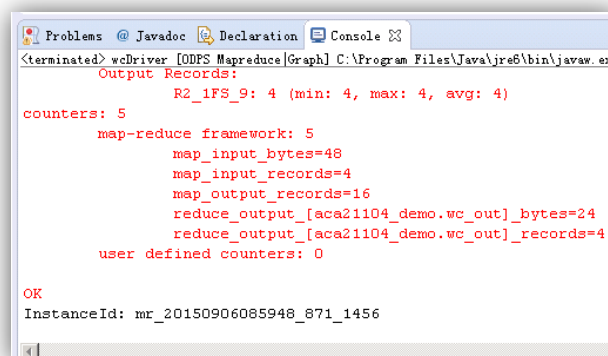 Problems @ Javadoc Declaration Console
<terminated> wcDriver [ODPS Mapreduce|Graph] C:\Program Files\Java\jre6\bin\javaw.ex
Output Records:
R2_1FS_9: 4 (min: 4, max: 4, avg: 4)
counters: 5
map-reduce framework: 5
map_input_bytes=48
map_input_records=4
map_output_records=16
reduce_output_[aca21104_demo.wc_out]_bytes=24
reduce_output_[aca21104_demo.wc_out]_records=4
user defined counters: 0
OK
InstanceId: mr_20150906085948_871_1456